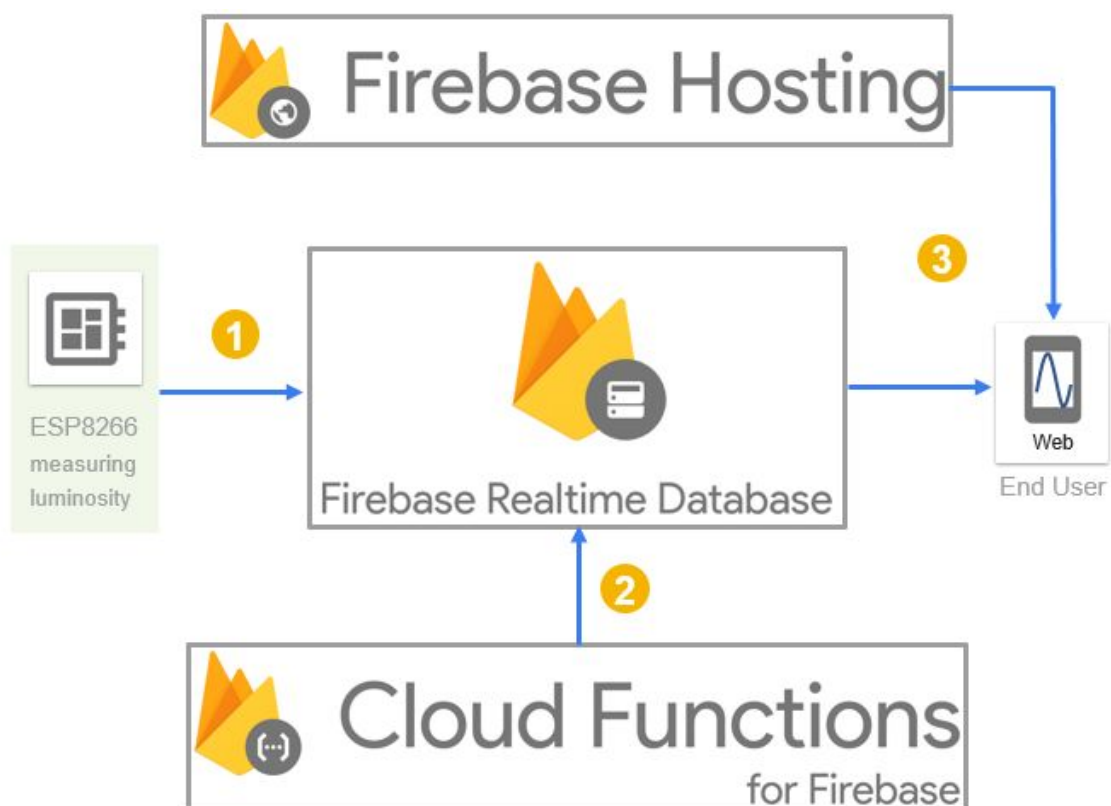 Firebase Hosting
3
1
ESP8266
measuring
luminosity
Firebase Realtime Database
Web
End User
2
Cloud Functions
for Firebase